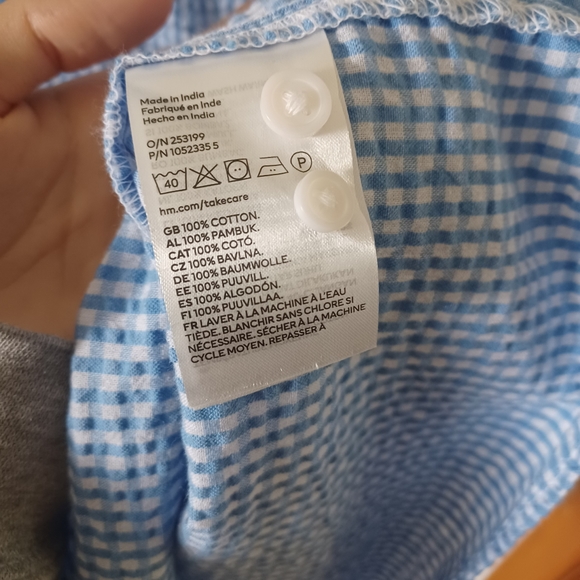 Made in India
Fabriqué en Inde
Hecho en India
O/N 253199
P/N 1052335 5
40 P
hm.com/takecare
GB 100% COTTON.
AL 100% PAMBUK.
CAT 100% COTÓ.
CZ 100% BAVLNA.
DE 100% BAUMWOLLE.
EE 100% PUUVILL.
ES 100% ALGODÓN.
FI 100% PUUVILLAA.
FR LAVER À LA MACHINE À L'EAU
TIÈDE. BLANCHIR SANS CHLORE SI
NÉCESSAIRE. SÉCHER À LA MACHINE
CYCLE MOYEN. REPASSER À